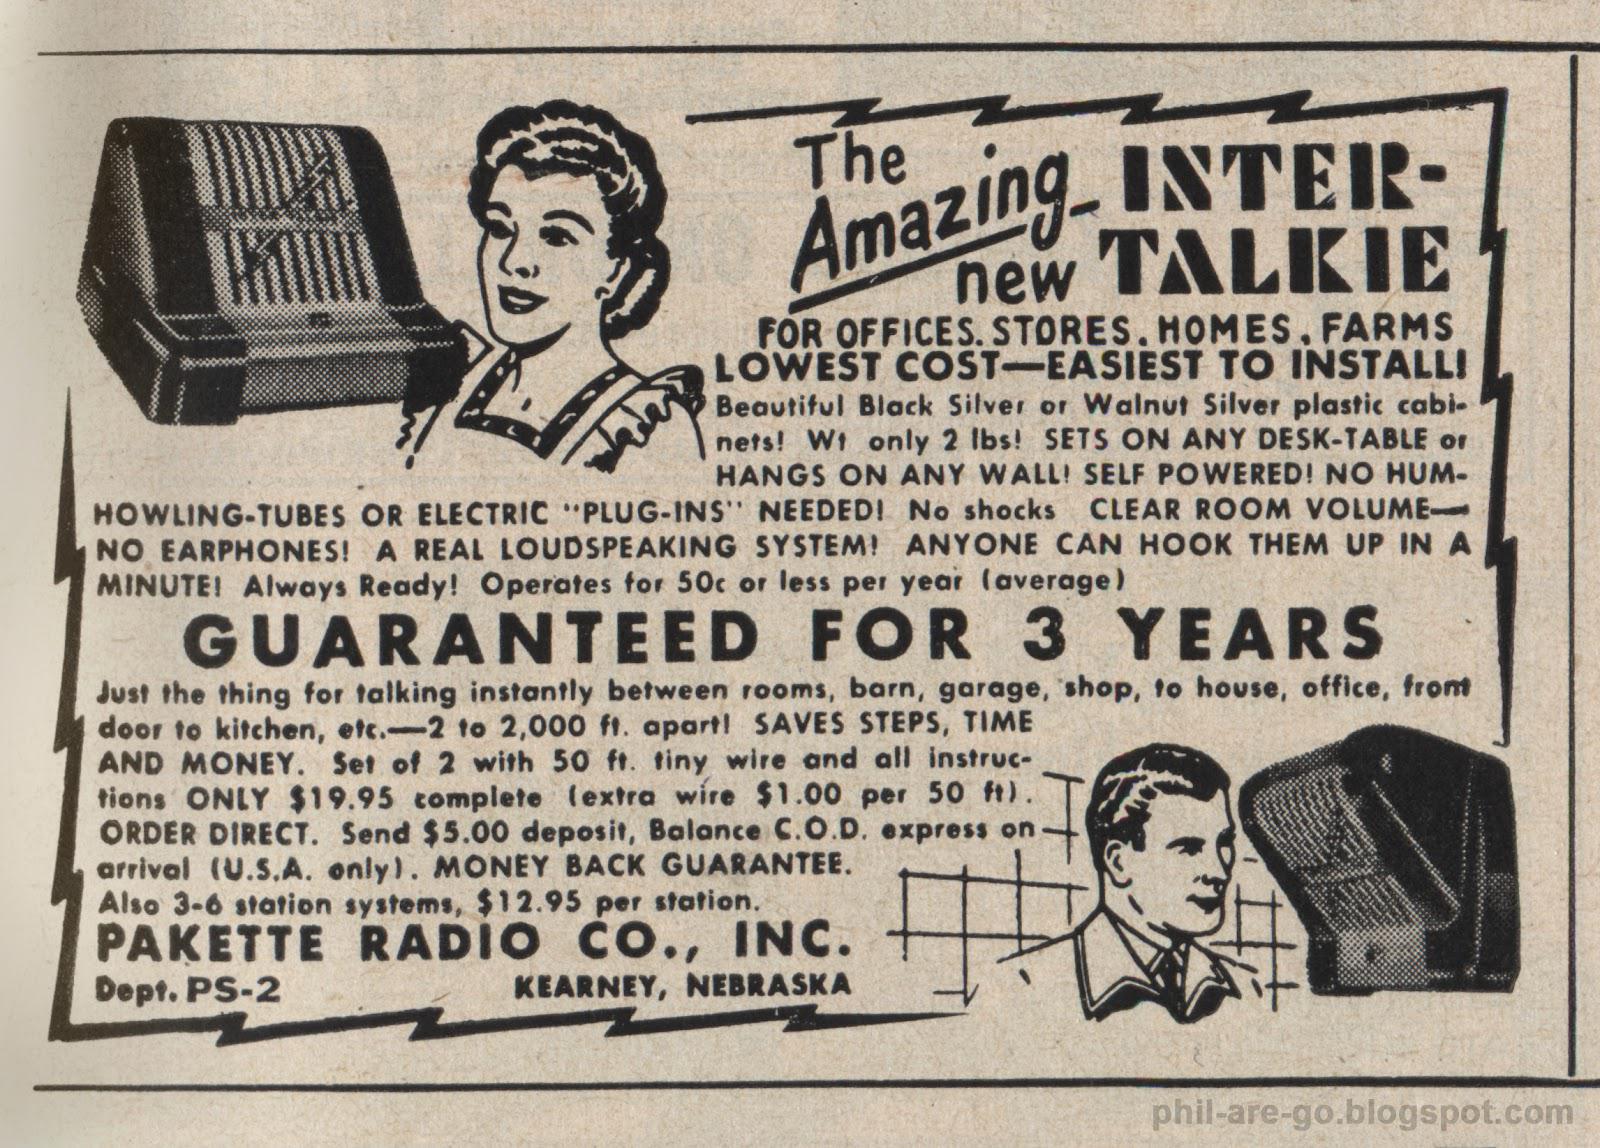 The
Amazing
new
INTER-
TALKIE
FOR OFFICES. STORES. HOMES. FARMS
LOWEST COST—EASIEST TO INSTALL!
Beautiful Black Silver or Walnut Silver plastic cabi-
nets! Wt only 2 lbs! SETS ON ANY DESK-TABLE or
HANGS ON ANY WALL! SELF POWERED! NO HUM-
HOWLING-TUBES OR ELECTRIC "PLUG-INS" NEEDED! No shocks CLEAR ROOM VOLUME—
NO EARPHONES! A REAL LOUDSPEAKING SYSTEM! ANYONE CAN HOOK THEM UP IN A
MINUTE! Always Ready! Operates for 50c or less per year (average)
GUARANTEED FOR 3 YEARS
Just the thing for talking instantly between rooms, barn, garage, shop, to house, office, front
door to kitchen, etc.—2 to 2,000 ft. apart! SAVES STEPS, TIME
AND MONEY. Set of 2 with 50 ft. tiny wire and all instruc-
tions ONLY $19.95 complete (extra wire $1.00 per 50 ft).
ORDER DIRECT. Send $5.00 deposit, Balance C.O.D. express on
arrival (U.S.A. only). MONEY BACK GUARANTEE.
Also 3-6 station systems, $12.95 per station.
PAKETTE RADIO CO., INC.
Dept. PS-2 KEARNEY, NEBRASKA
phil-are-go.blogspot.com